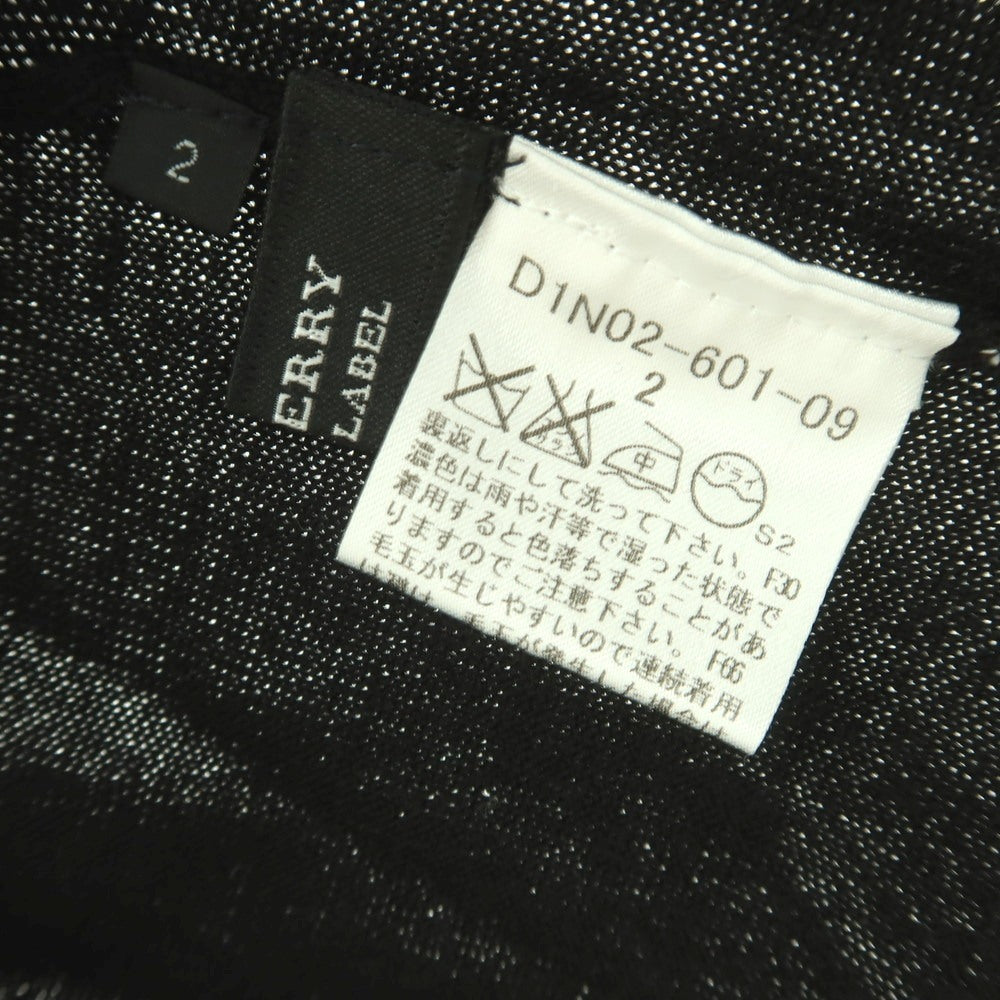 2
ERRY
LABEL
D1N02-601-09
2
中
ドライ
S2
裏返しにして洗って下さい。F30
濃色は雨や汗等で湿った状態で
着用すると色落ちすることがあ
りますのでご注意下さい。F66
毛玉が生じやすいので連続着用